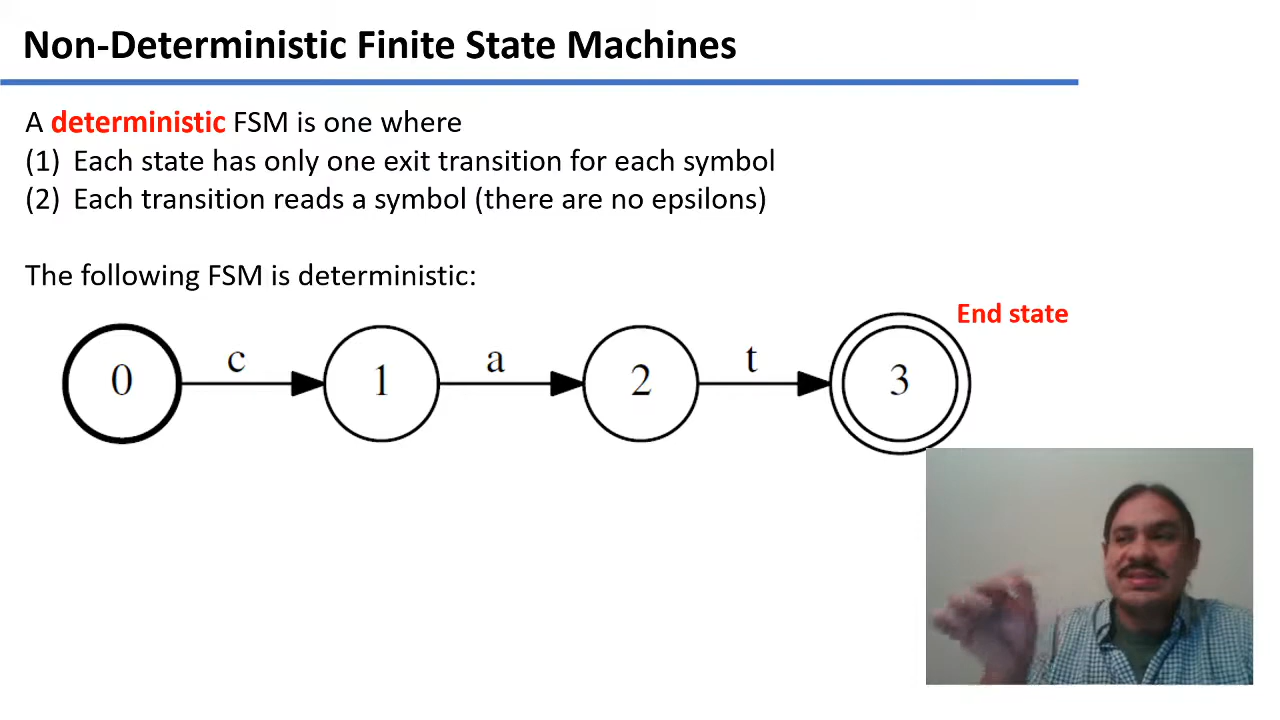 Non-Deterministic Finite State Machines
A deterministic FSM is one where
(1) Each state has only one exit transition for each symbol
(2) Each transition reads a symbol (there are no epsilons)
The following FSM is deterministic:
End state
0 c 1 a 2 t 3